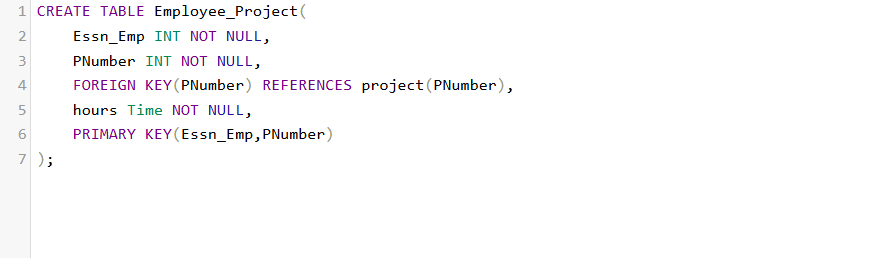 1 CREATE TABLE Employee_Project(
2 Essn_Emp INT NOT NULL,
3 PNumber INT NOT NULL,
4 FOREIGN KEY(PNumber) REFERENCES project(PNumber),
5 hours Time NOT NULL,
6 PRIMARY KEY(Essn_Emp,PNumber)
7 );